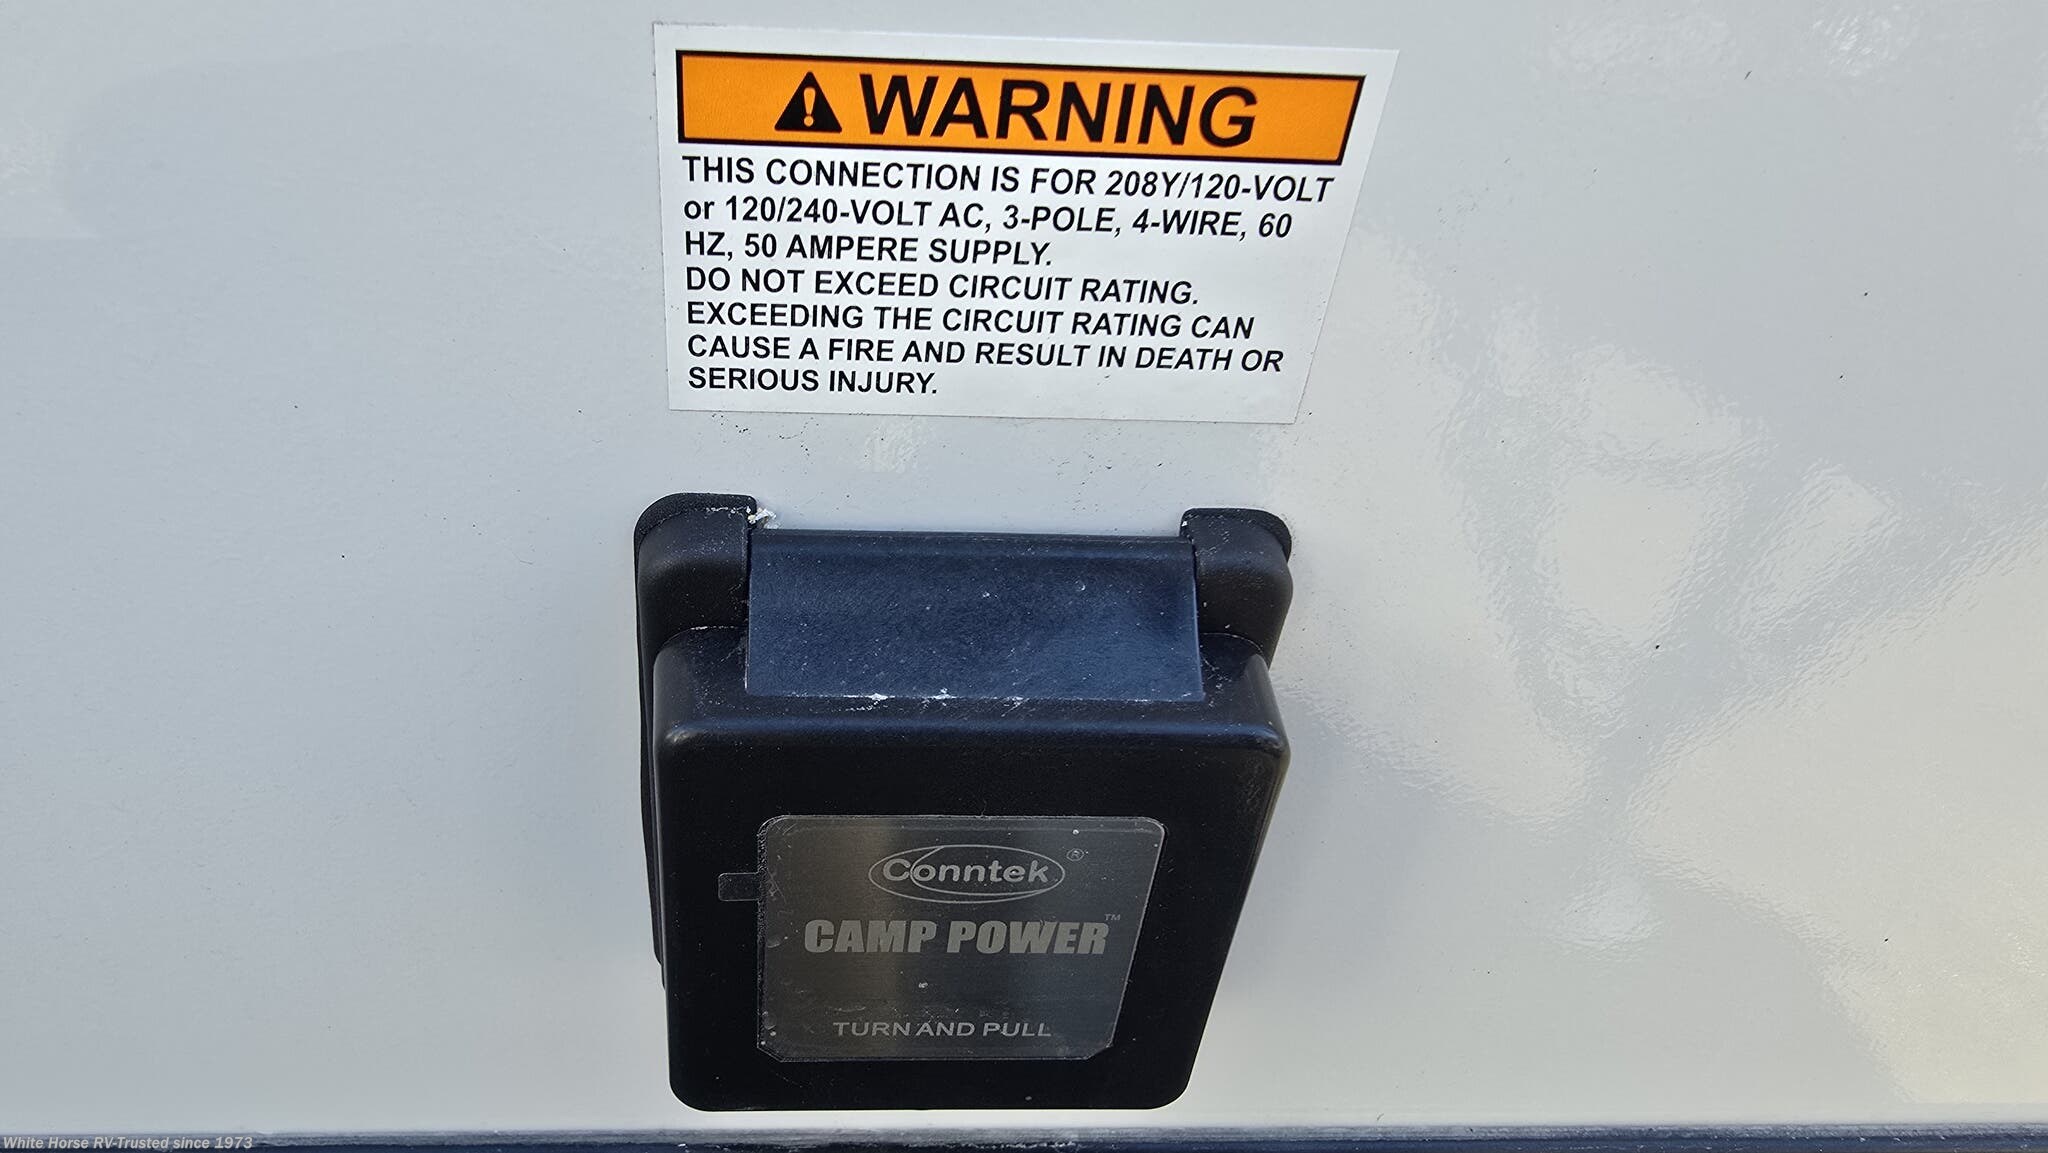 WARNING
THIS CONNECTION IS FOR 208Y/120-VOLT
or 120/240-VOLT AC, 3-POLE, 4-WIRE, 60
HZ, 50 AMPERE SUPPLY.
DO NOT EXCEED CIRCUIT RATING.
EXCEEDING THE CIRCUIT RATING CAN
CAUSE A FIRE AND RESULT IN DEATH OR
SERIOUS INJURY.
Conntek®
CAMP POWER™
TURN AND PULL
White Horse RV-Trusted since 1973